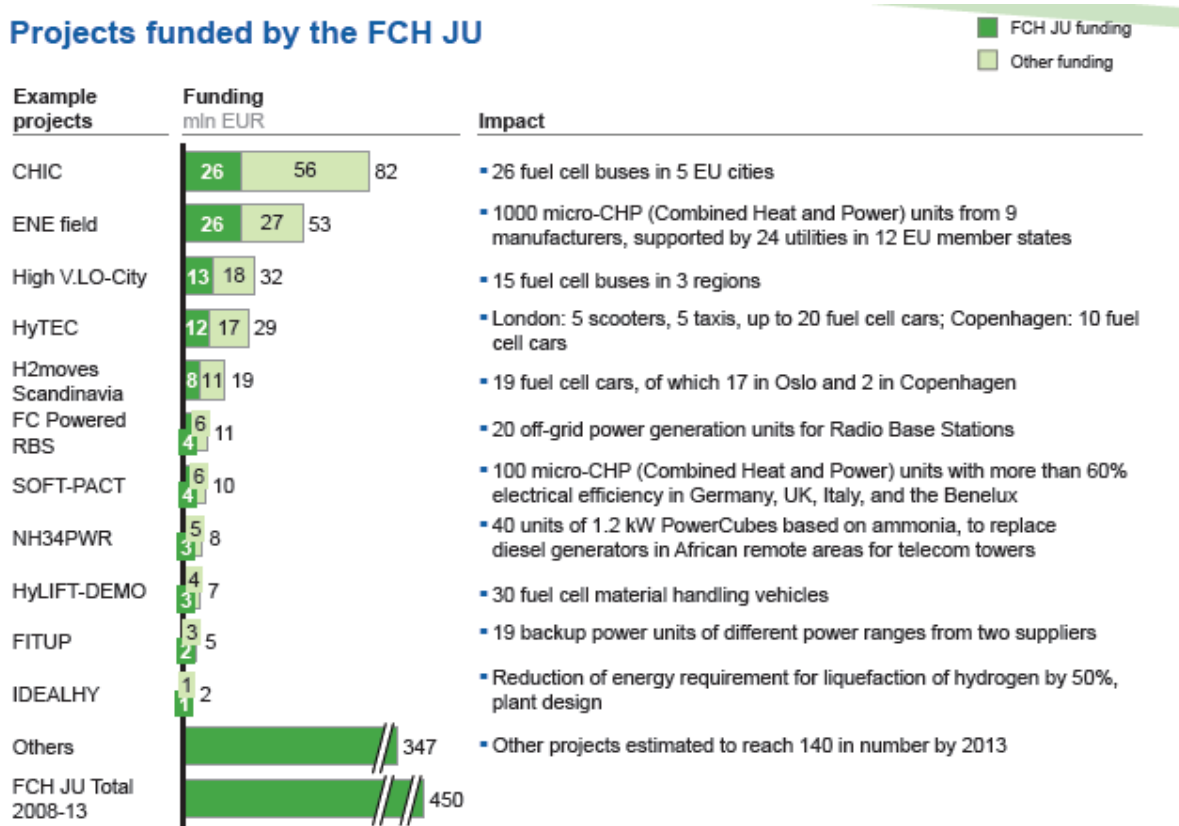 Projects funded by the FCH JU
FCH JU funding
Other funding
Example
projects
Funding
mln EUR
Impact
CHIC
26
56
82
▪ 26 fuel cell buses in 5 EU cities
ENE field
26
27
53
▪ 1000 micro-CHP (Combined Heat and Power) units from 9
manufacturers, supported by 24 utilities in 12 EU member states
High V.LO-City
13
18
32
▪ 15 fuel cell buses in 3 regions
HyTEC
12
17
29
▪ London: 5 scooters, 5 taxis, up to 20 fuel cell cars; Copenhagen: 10 fuel
cell cars
H2moves
Scandinavia
8
11
19
▪ 19 fuel cell cars, of which 17 in Oslo and 2 in Copenhagen
FC Powered
RBS
4
6
11
▪ 20 off-grid power generation units for Radio Base Stations
SOFT-PACT
4
6
10
▪ 100 micro-CHP (Combined Heat and Power) units with more than 60%
electrical efficiency in Germany, UK, Italy, and the Benelux
NH34PWR
3
5
8
▪ 40 units of 1.2 kW PowerCubes based on ammonia, to replace
diesel generators in African remote areas for telecom towers
HyLIFT-DEMO
3
4
7
▪ 30 fuel cell material handling vehicles
FITUP
2
3
5
▪ 19 backup power units of different power ranges from two suppliers
IDEALHY
1
1
2
▪ Reduction of energy requirement for liquefaction of hydrogen by 50%,
plant design
Others
347
▪ Other projects estimated to reach 140 in number by 2013
FCH JU Total
2008-13
450